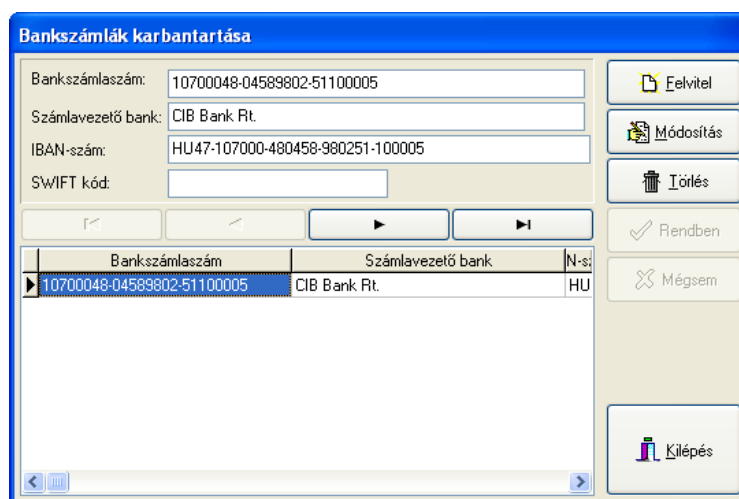 Bankszámlák karbantartása
Bankszámlaszám: 10700048-04589802-51100005
Számlavezető bank: CIB Bank Rt.
IBAN-szám: HU47-107000-480458-980251-100005
SWIFT kód:
Felvitel
Módosítás
Törlés
Rendben
Mégsem
Bankszámlaszám Számlavezető bank N-sz
10700048-04589802-51100005 CIB Bank Rt. HU
Kilépés